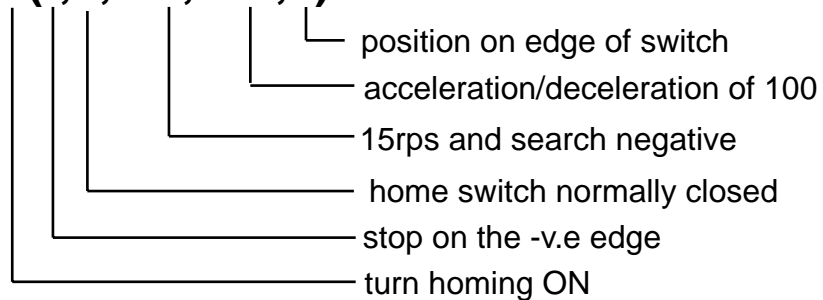 position on edge of switch
acceleration/deceleration of 100
15rps and search negative
home switch normally closed
stop on the -v.e edge
turn homing ON